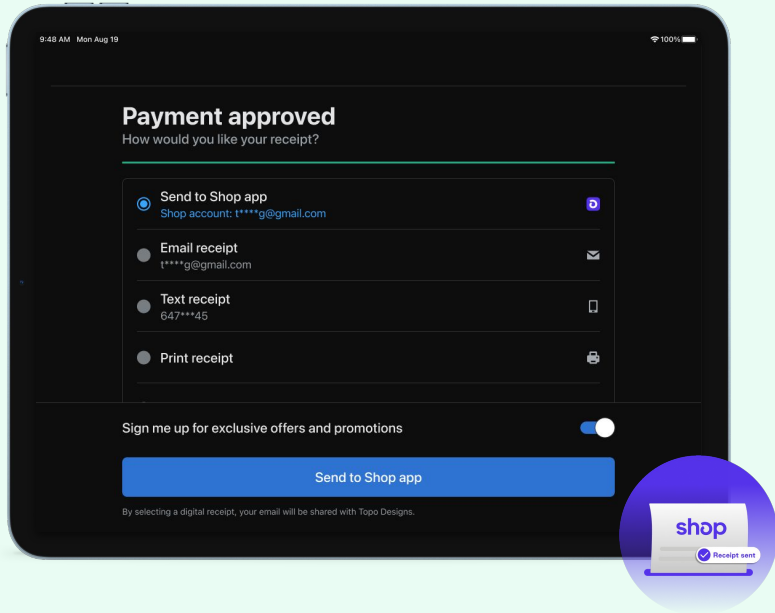 9:48 AM Mon Aug 19
100%
Payment approved
How would you like your receipt?
Send to Shop app
Shop account: t****g@gmail.com
Email receipt
t****g@gmail.com
Text receipt
647***45
Print receipt
Sign me up for exclusive offers and promotions
Send to Shop app
By selecting a digital receipt, your email will be shared with Topo Designs.
shop
Receipt sent